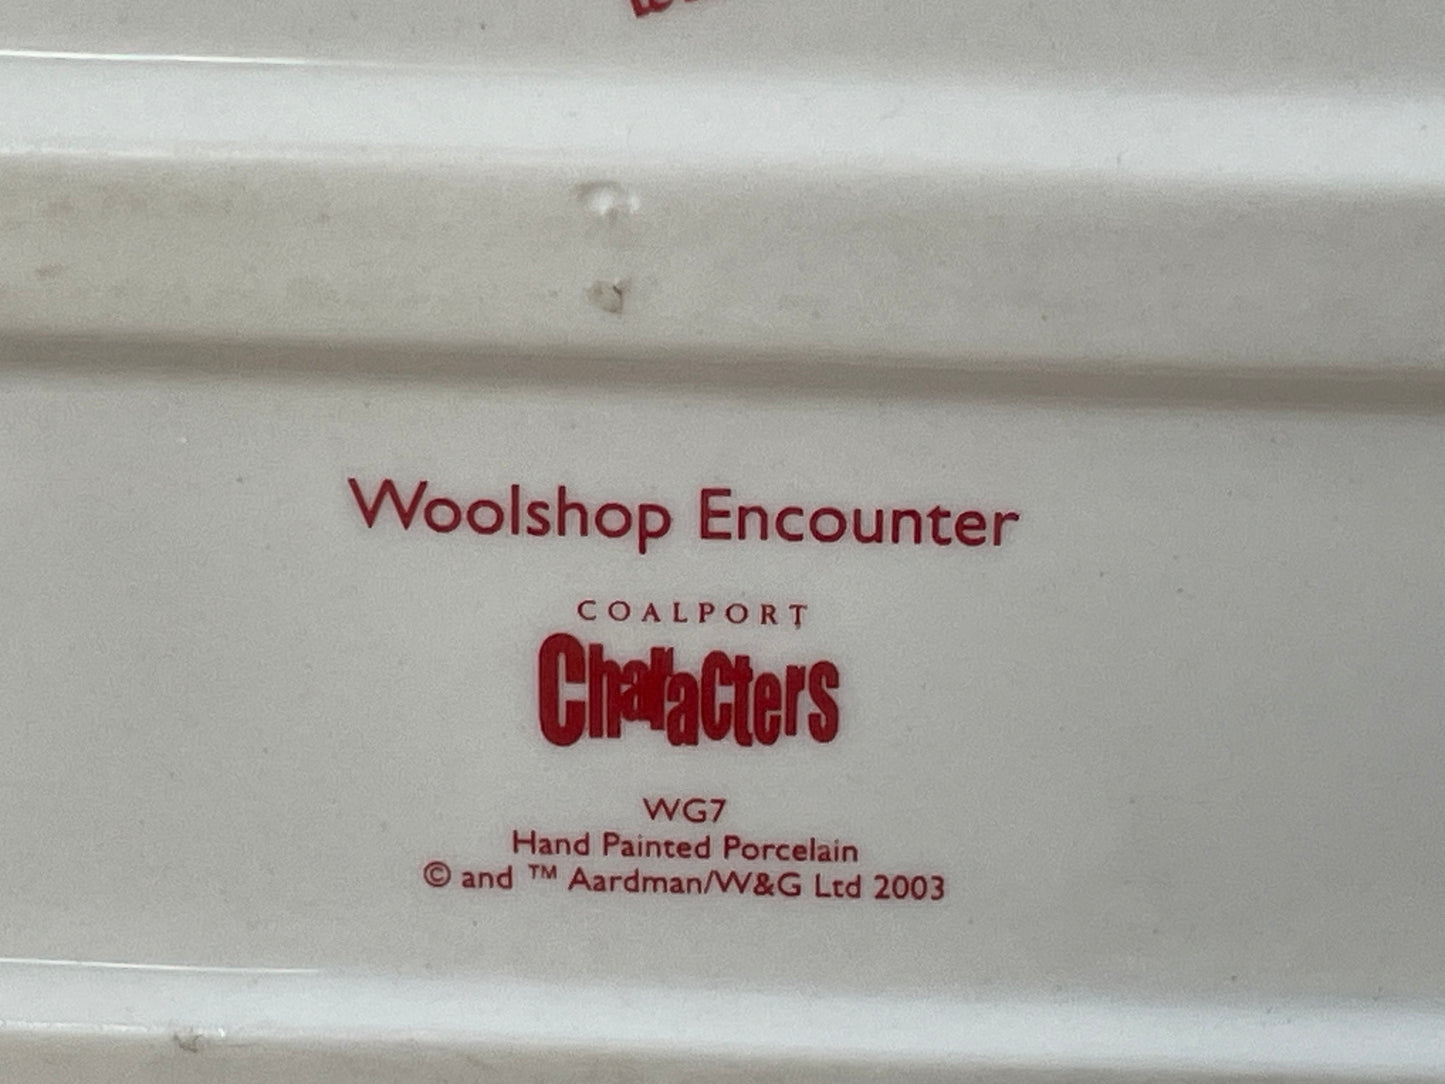 Woolshop Encounter
COALPORT
Characters
WG7
Hand Painted Porcelain
© and ™ Aardman/W&G Ltd 2003